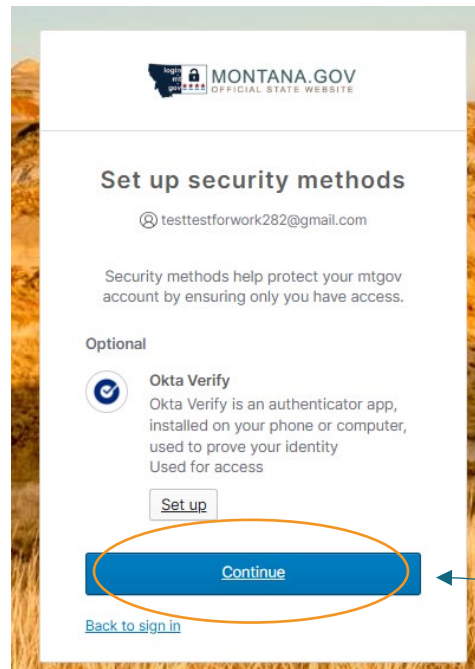 login
mt
gov
MONTANA.GOV
OFFICIAL STATE WEBSITE
Set up security methods
testtestforwork282@gmail.com
Security methods help protect your mtgov
account by ensuring only you have access.
Optional
Okta Verify
Okta Verify is an authenticator app,
installed on your phone or computer,
used to prove your identity
Used for access
Set up
Continue
Back to sign in